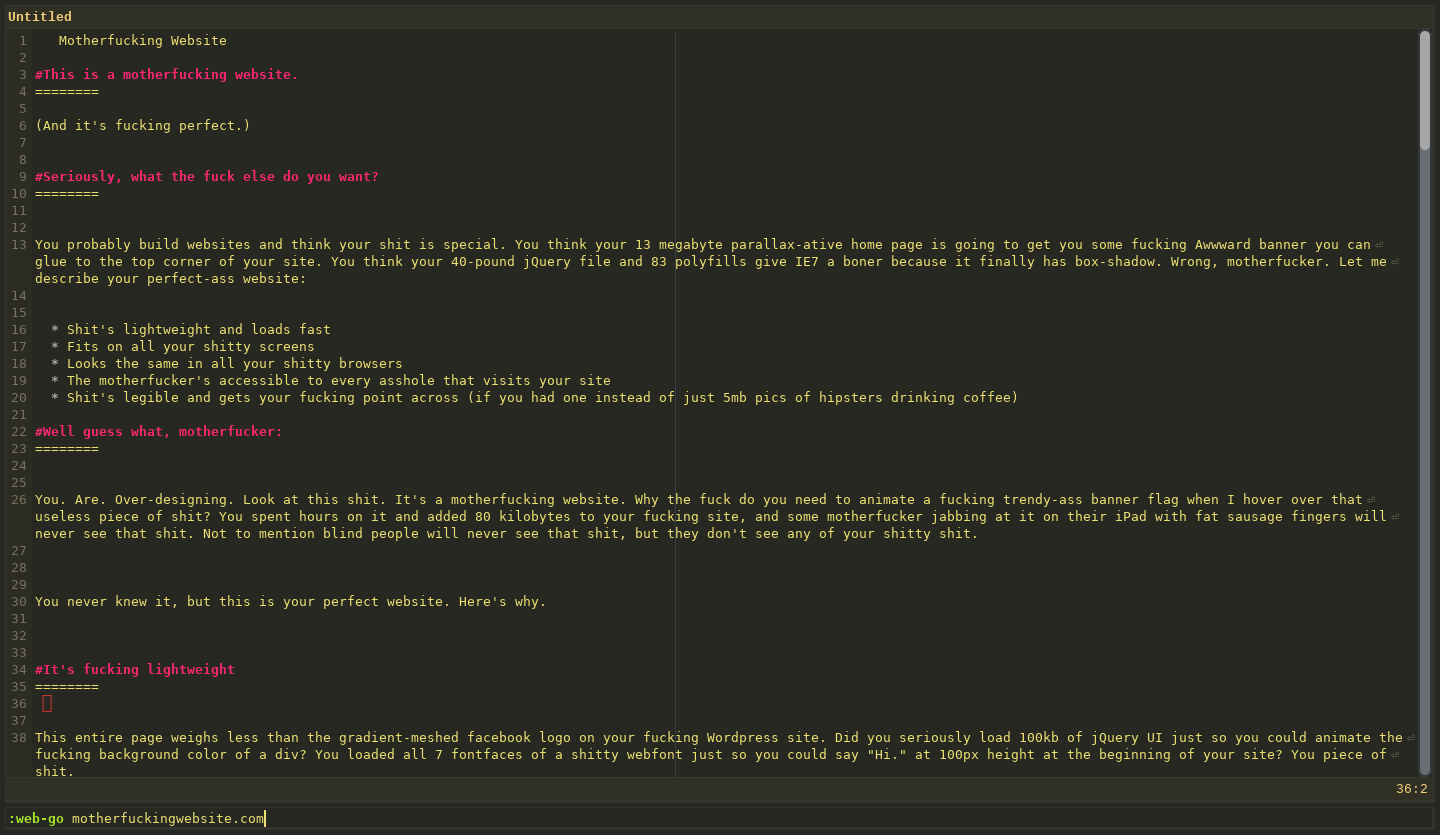 Untitled
1 Motherfucking Website
2
3 #This is a motherfucking website.
4 ========
5
6 (And it's fucking perfect.)
7
8
9 #Seriously, what the fuck else do you want?
10 ========
11
12
13 You probably build websites and think your shit is special. You think your 13 megabyte parallax-ative home page is going to get you some fucking Awwward banner you can⏎
glue to the top corner of your site. You think your 40-pound jQuery file and 83 polyfills give IE7 a boner because it finally has box-shadow. Wrong, motherfucker. Let me⏎
describe your perfect-ass website:
14
15
16 * Shit's lightweight and loads fast
17 * Fits on all your shitty screens
18 * Looks the same in all your shitty browsers
19 * The motherfucker's accessible to every asshole that visits your site
20 * Shit's legible and gets your fucking point across (if you had one instead of just 5mb pics of hipsters drinking coffee)
21
22 #Well guess what, motherfucker:
23 ========
24
25
26 You. Are. Over-designing. Look at this shit. It's a motherfucking website. Why the fuck do you need to animate a fucking trendy-ass banner flag when I hover over that⏎
useless piece of shit? You spent hours on it and added 80 kilobytes to your fucking site, and some motherfucker jabbing at it on their iPad with fat sausage fingers will⏎
never see that shit. Not to mention blind people will never see that shit, but they don't see any of your shitty shit.
27
28
29
30 You never knew it, but this is your perfect website. Here's why.
31
32
33
34 #It's fucking lightweight
35 ========
36
37
38 This entire page weighs less than the gradient-meshed facebook logo on your fucking Wordpress site. Did you seriously load 100kb of jQuery UI just so you could animate the⏎
fucking background color of a div? You loaded all 7 fontfaces of a shitty webfont just so you could say "Hi." at 100px height at the beginning of your site? You piece of⏎
shit.
36:2
:web-go motherfuckingwebsite.com